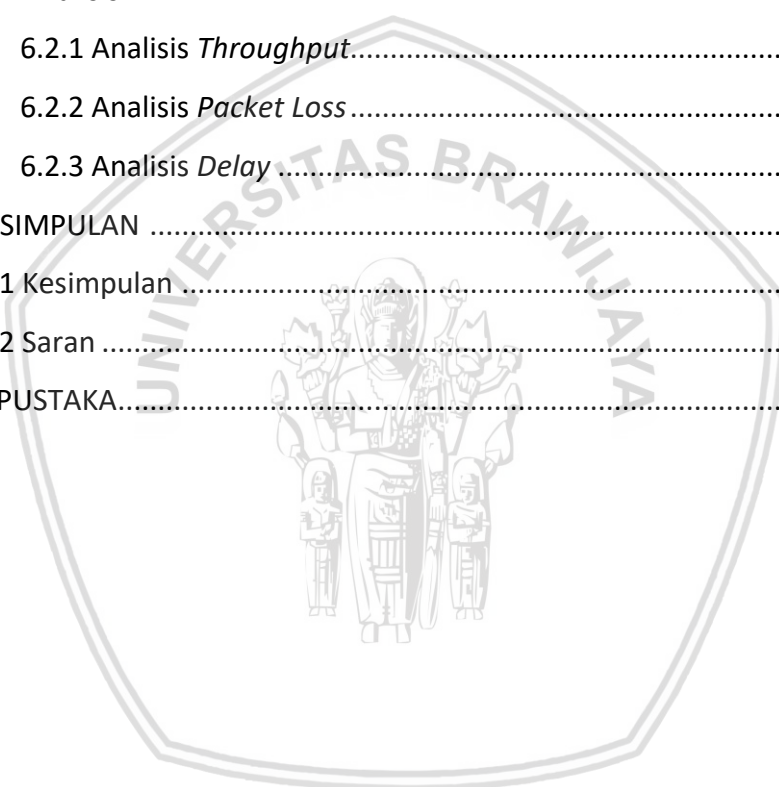 6.2.1 Analisis Throughput........................................................
6.2.2 Analisis Packet Loss........................................................
6.2.3 Analisis Delay........................................................
SIMPULAN ........................................................
1 Kesimpulan ........................................................
2 Saran ........................................................
PUSTAKA........................................................
UNIVERSITAS BRAWIJAYA